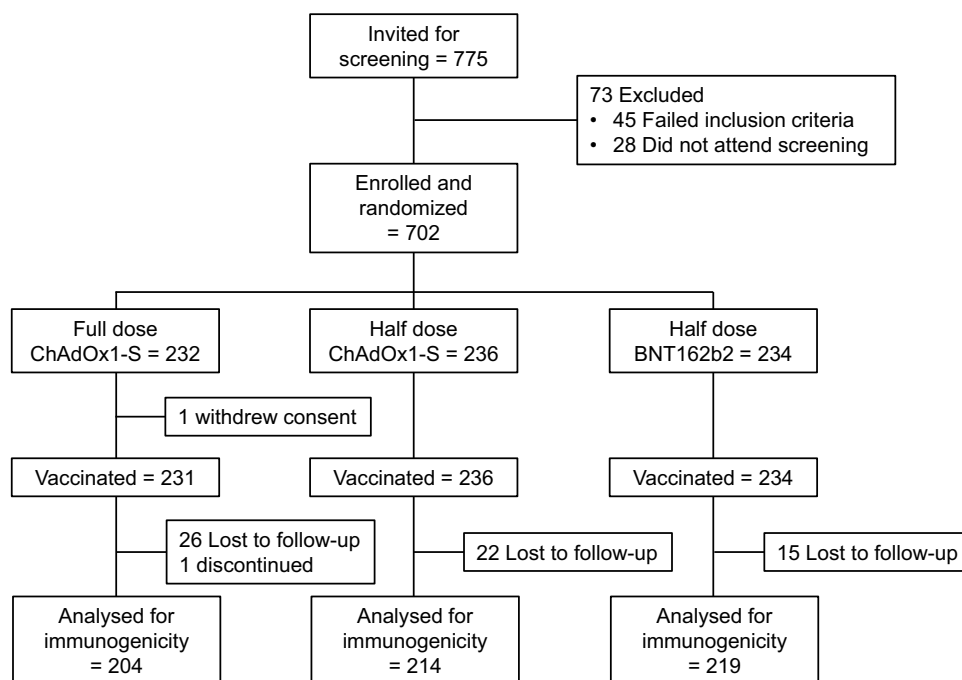 Invited for
screening = 775
73 Excluded
• 45 Failed inclusion criteria
• 28 Did not attend screening
Enrolled and
randomized
= 702
Full dose
ChAdOx1-S = 232
Half dose
ChAdOx1-S = 236
Half dose
BNT162b2 = 234
1 withdrew consent
Vaccinated = 231
Vaccinated = 236
Vaccinated = 234
26 Lost to follow-up
1 discontinued
22 Lost to follow-up
15 Lost to follow-up
Analysed for
immunogenicity
= 204
Analysed for
immunogenicity
= 214
Analysed for
immunogenicity
= 219